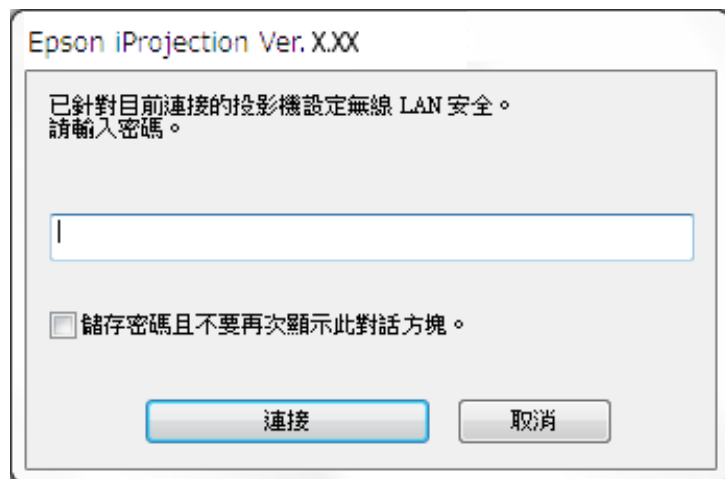 Epson iProjection Ver. X.XX
已針對目前連接的投影機設定無線 LAN 安全。
請輸入密碼。
儲存密碼且不要再次顯示此對話方塊。
連接
取消